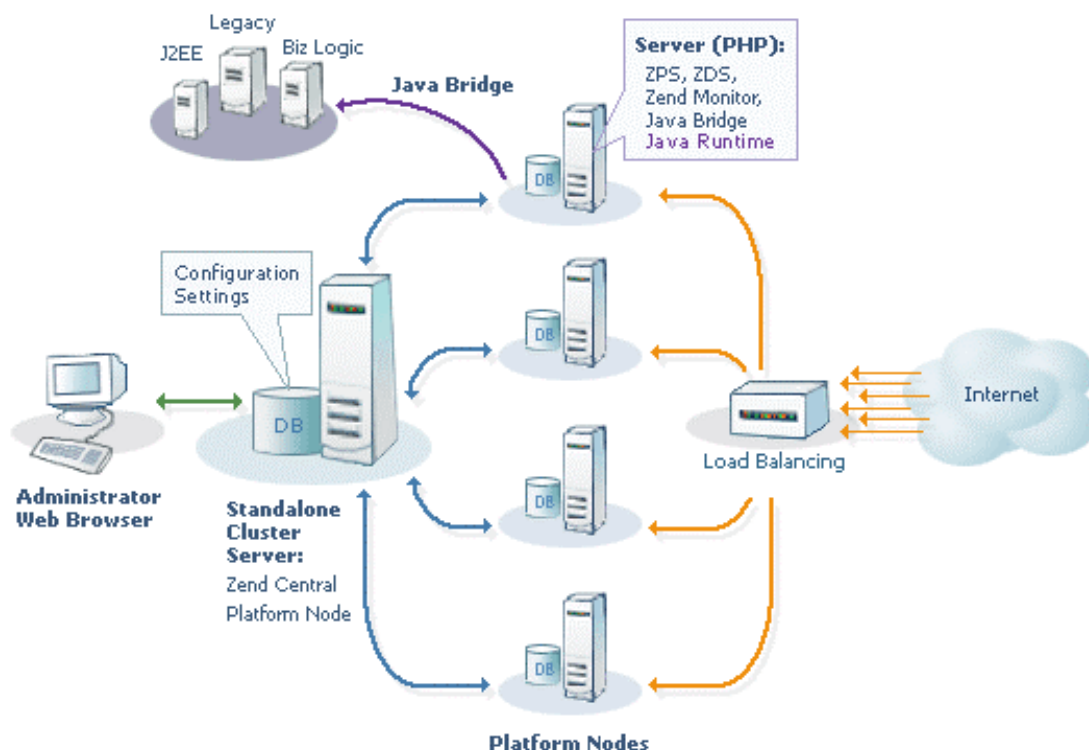 Legacy
J2EE
Biz Logic
Java Bridge
Server (PHP):
ZPS, ZDS,
Zend Monitor,
Java Bridge
Java Runtime
DB
Configuration
Settings
DB
DB
Internet
Load Balancing
Administrator
Web Browser
Standalone
Cluster
Server:
Zend Central
Platform Node
DB
DB
Platform Nodes